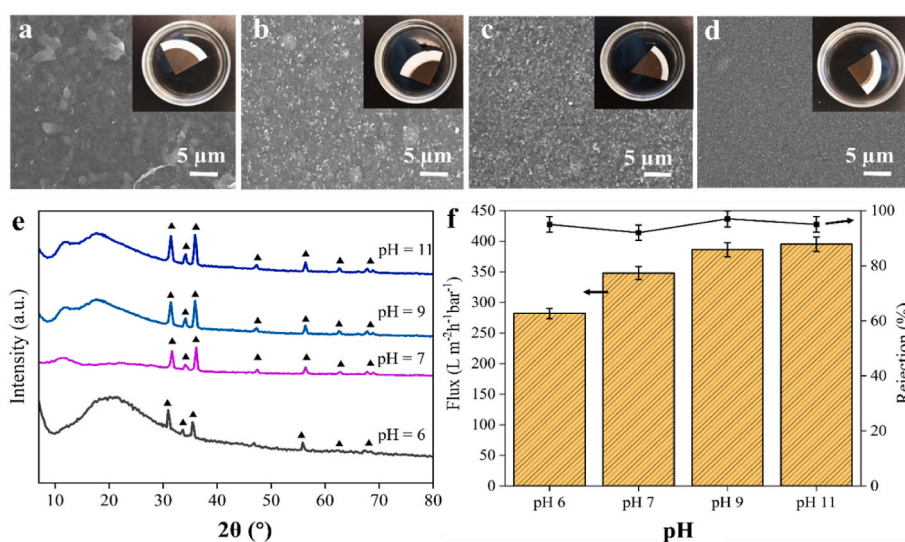 a
5 μm
b
5 μm
c
5 μm
d
5 μm
e
pH = 11
pH = 9
pH = 7
pH = 6
Intensity (a.u.)
10 20 30 40 50 60 70 80
2θ (°)
f
450
400
350
300
250
200
150
100
50
0
Flux (L m⁻²h⁻¹bar⁻¹)
100
80
60
40
20
0
Rejection (%)
pH 6 pH 7 pH 9 pH 11
pH